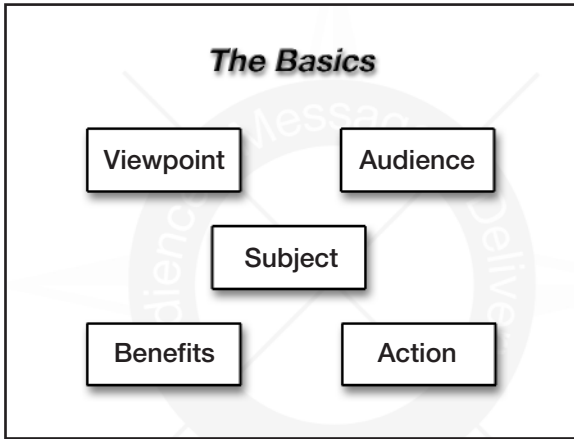 The Basics
Viewpoint
Audience
Subject
Benefits
Action